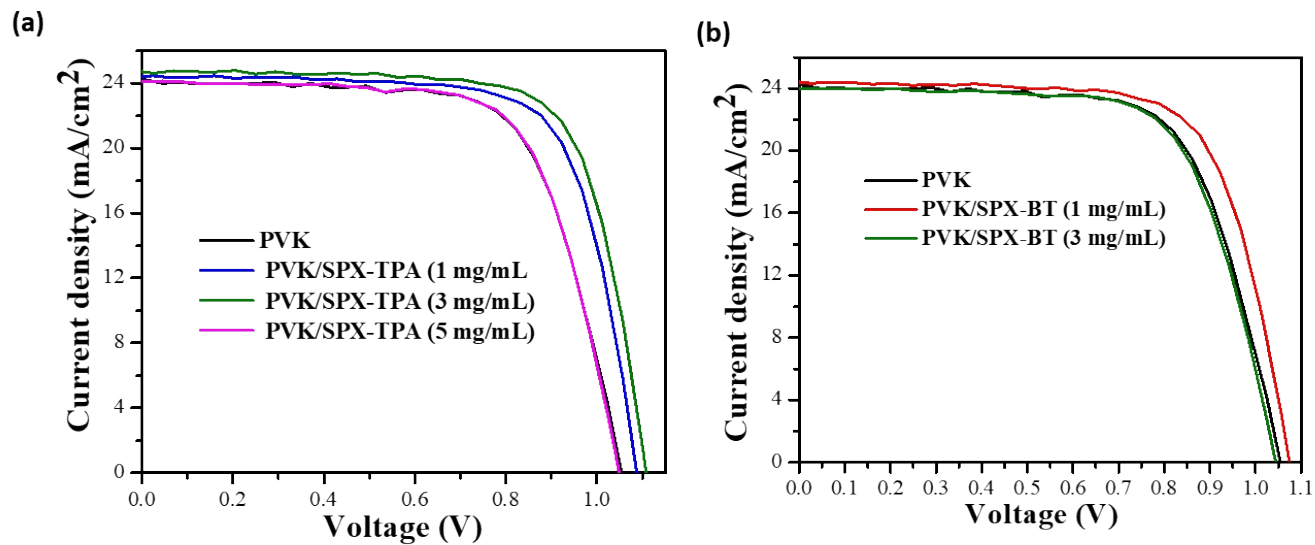 (a)
Current density (mA/cm²)
24
20
16
12
8
4
0
PVK
PVK/SPX-TPA (1 mg/mL
PVK/SPX-TPA (3 mg/mL)
PVK/SPX-TPA (5 mg/mL)
0.0 0.2 0.4 0.6 0.8 1.0
Voltage (V)
(b)
Current density (mA/cm²)
24
20
16
12
8
4
0
PVK
PVK/SPX-BT (1 mg/mL)
PVK/SPX-BT (3 mg/mL)
0.0 0.1 0.2 0.3 0.4 0.5 0.6 0.7 0.8 0.9 1.0 1.1
Voltage (V)